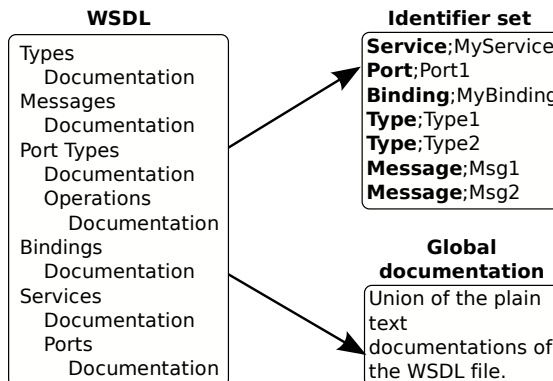 WSDL
Types
Documentation
Messages
Documentation
Port Types
Documentation
Operations
Documentation
Bindings
Documentation
Services
Documentation
Ports
Documentation
Identifier set
Service;MyService
Port;Port1
Binding;MyBinding
Type;Type1
Type;Type2
Message;Msg1
Message;Msg2
Global
documentation
Union of the plain
text
documentations of
the WSDL file.